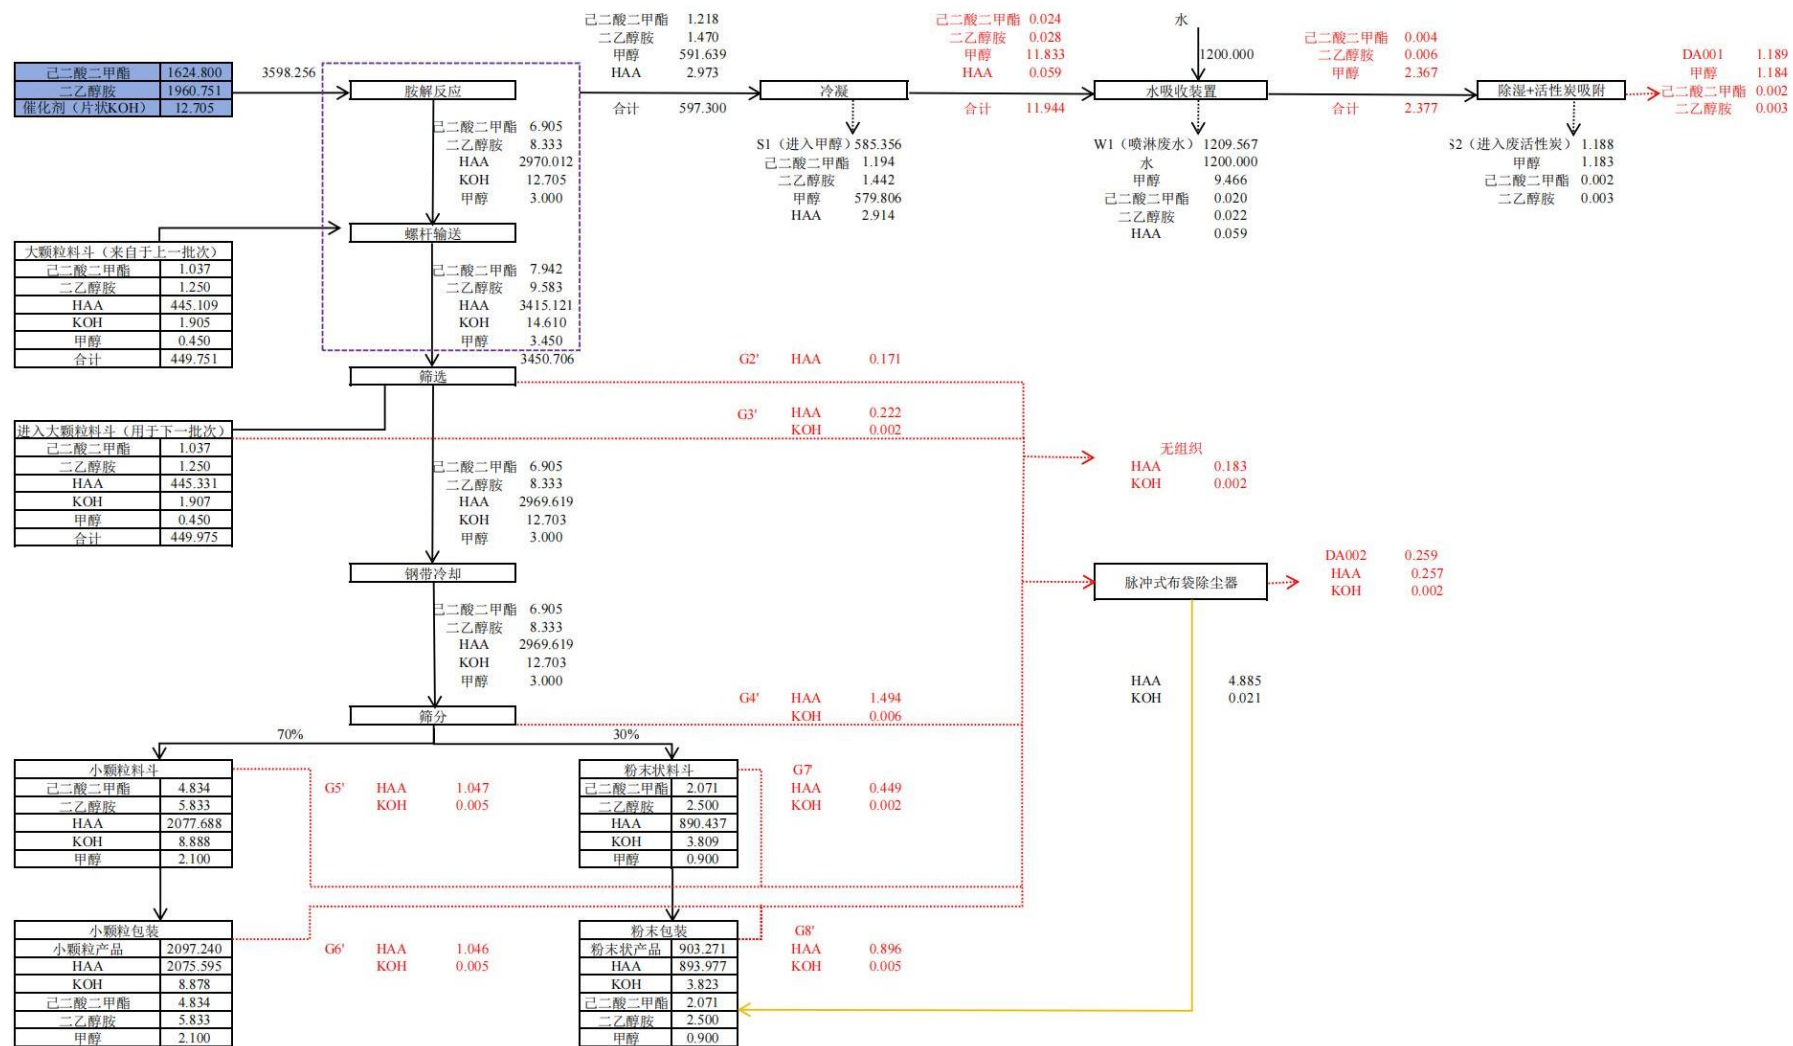 己二酸二甲酯 1.218
二乙醇胺 1.470
甲醇 591.639
HAA 2.973
合计 597.300
己二酸二甲酯 0.024
二乙醇胺 0.028
甲醇 11.833
HAA 0.059
合计 11.944
水
1200.000
己二酸二甲酯 0.004
二乙醇胺 0.006
甲醇 2.367
合计 2.377
DA001 1.189
甲醇 1.184
己二酸二甲酯 0.002
二乙醇胺 0.003
己二酸二甲酯 1624.800
二乙醇胺 1960.751
催化剂（片状KOH） 12.705
3598.256
胺解反应
冷凝
水吸收装置
除湿+活性炭吸附
己二酸二甲酯 6.905
二乙醇胺 8.333
HAA 2970.012
KOH 12.705
甲醇 3.000
S1（进入甲醇）585.356
己二酸二甲酯 1.194
二乙醇胺 1.442
甲醇 579.806
HAA 2.914
W1（喷淋废水） 1209.567
水 1200.000
甲醇 9.466
己二酸二甲酯 0.020
二乙醇胺 0.022
HAA 0.059
S2（进入废活性炭） 1.188
甲醇 1.183
己二酸二甲酯 0.002
二乙醇胺 0.003
螺杆输送
大颗粒料斗（来自于上一批次）
己二酸二甲酯 1.037
二乙醇胺 1.250
HAA 445.109
KOH 1.905
甲醇 0.450
合计 449.751
己二酸二甲酯 7.942
二乙醇胺 9.583
HAA 3415.121
KOH 14.610
甲醇 3.450
3450.706
筛选
G2' HAA 0.171
G3' HAA 0.222
KOH 0.002
进入大颗粒料斗（用于下一批次）
己二酸二甲酯 1.037
二乙醇胺 1.250
HAA 445.331
KOH 1.907
甲醇 0.450
合计 449.975
己二酸二甲酯 6.905
二乙醇胺 8.333
HAA 2969.619
KOH 12.703
甲醇 3.000
无组织
HAA 0.183
KOH 0.002
钢带冷却
脉冲式布袋除尘器
DA002 0.259
HAA 0.257
KOH 0.002
己二酸二甲酯 6.905
二乙醇胺 8.333
HAA 2969.619
KOH 12.703
甲醇 3.000
HAA 4.885
KOH 0.021
筛分
G4' HAA 1.494
KOH 0.006
70%
30%
小颗粒料斗
己二酸二甲酯 4.834
二乙醇胺 5.833
HAA 2077.688
KOH 8.888
甲醇 2.100
G5' HAA 1.047
KOH 0.005
粉末状料斗
己二酸二甲酯 2.071
二乙醇胺 2.500
HAA 890.437
KOH 3.809
甲醇 0.900
G7'
HAA 0.449
KOH 0.002
小颗粒包装
小颗粒产品 2097.240
HAA 2075.595
KOH 8.878
己二酸二甲酯 4.834
二乙醇胺 5.833
甲醇 2.100
G6' HAA 1.046
KOH 0.005
粉末包装
粉末状产品 903.271
HAA 893.977
KOH 3.823
己二酸二甲酯 2.071
二乙醇胺 2.500
甲醇 0.900
G8'
HAA 0.896
KOH 0.005